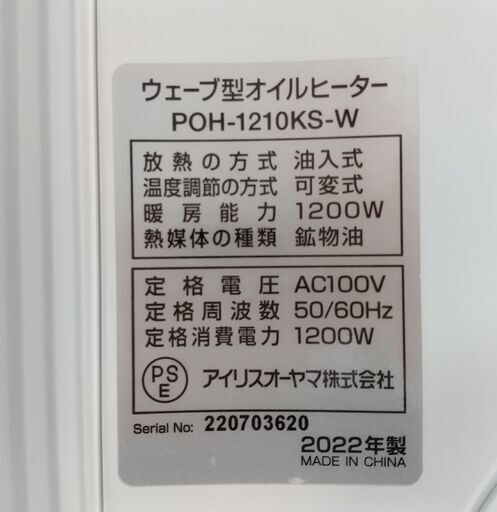 ウェーブ型オイルヒーター
POH-1210KS-W
放熱の方式 油入式
温度調節の方式 可変式
暖房能力 1200W
熱媒体の種類 鉱物油
定格電圧 AC100V
定格周波数 50/60Hz
定格消費電力 1200W
PS
E アイリスオーヤマ株式会社
Serial No: 220703620
2022年製
MADE IN CHINA